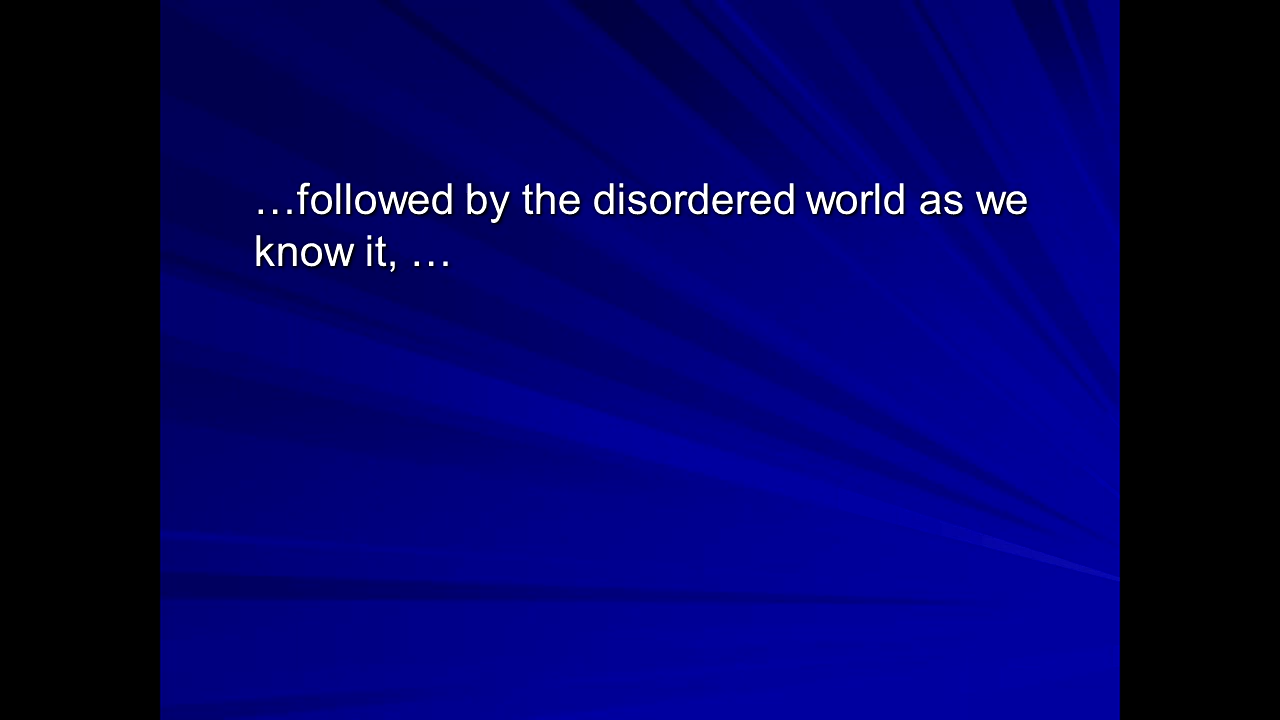 …followed by the disordered world as we
know it, …